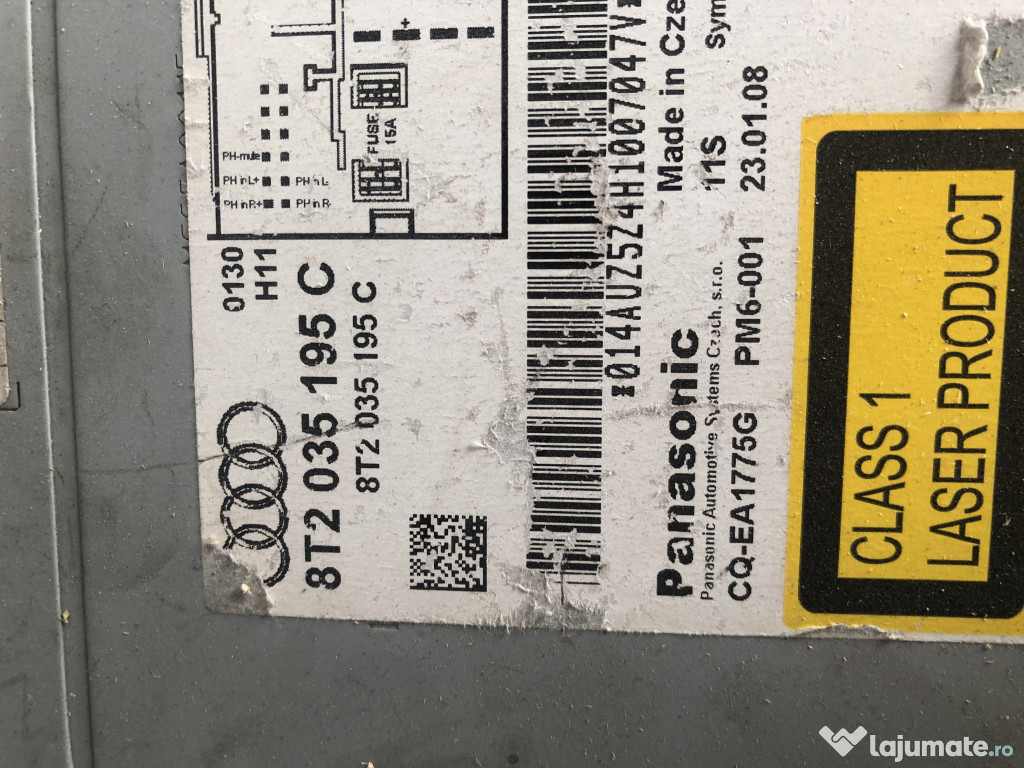 +
FUSE
15A
PH-mute
PH in L+
PH in L-
PH in R+
PH in R-
0130
H11
8T2 035 195 C
8T2 035 195 C
*014AUZ5Z4H1007047V*
Panasonic
Made in Cze
Panasonic Automotive Systems Czech, s.r.o.
11S
Sym
CQ-EA1775G
PM6-001
23.01.08
CLASS 1
LASER PRODUCT
lajumate.ro